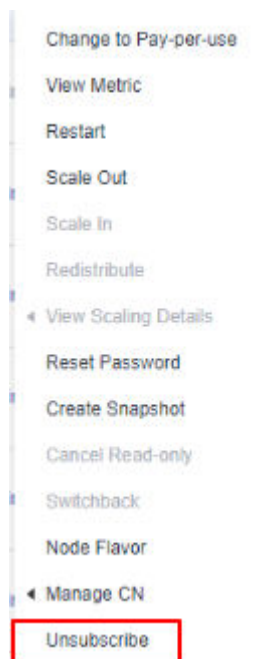 Change to Pay-per-use
View Metric
Restart
Scale Out
Scale In
Redistribute
View Scaling Details
Reset Password
Create Snapshot
Cancel Read-only
Switchback
Node Flavor
Manage CN
Unsubscribe